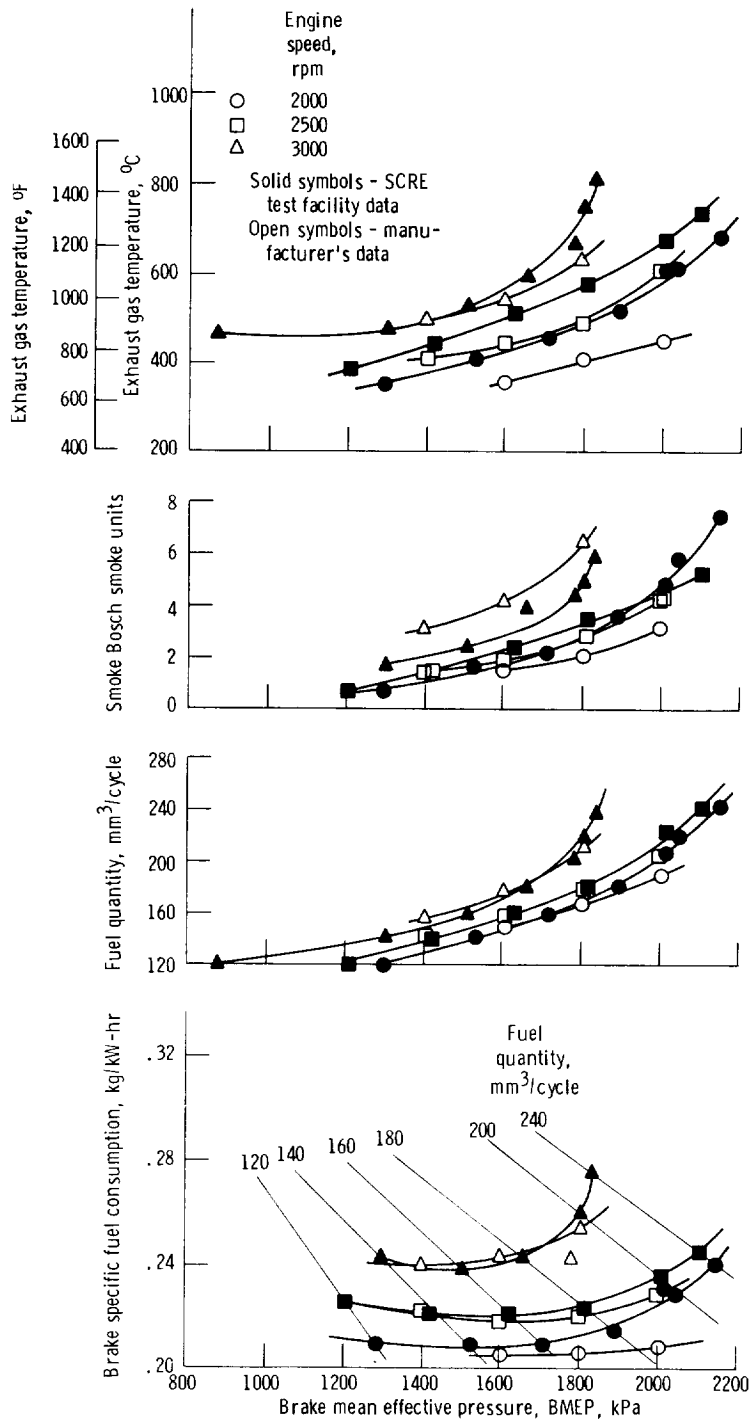 Engine
speed,
rpm
2000
2500
3000
Solid symbols - SCRE
test facility data
Open symbols - manu-
facturer's data
Exhaust gas temperature, °F
1600
1400
1200
1000
800
600
400
Exhaust gas temperature, °C
1000
800
600
400
200
Smoke Bosch smoke units
8
6
4
2
0
Fuel quantity, mm³/cycle
280
240
200
160
120
Brake specific fuel consumption, kg/kW-hr
.32
.28
.24
.20
Fuel
quantity,
mm³/cycle
120
140
160
180
200
240
800 1000 1200 1400 1600 1800 2000 2200
Brake mean effective pressure, BMEP, kPa